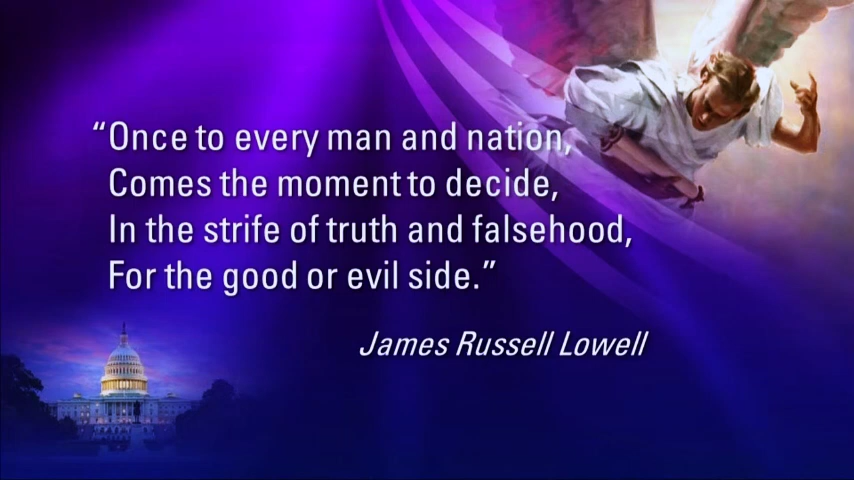 “Once to every man and nation,
Comes the moment to decide,
In the strife of truth and falsehood,
For the good or evil side.”
James Russell Lowell